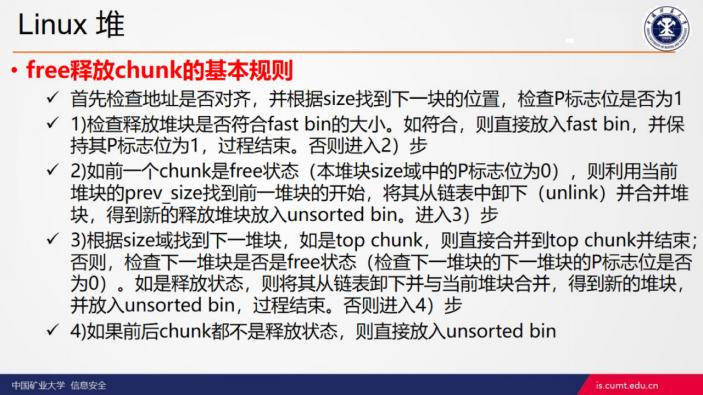 Linux 堆
• free释放chunk的基本规则
✓ 首先检查地址是否对齐，并根据size找到下一块的位置，检查P标志位是否为1
✓ 1)检查释放堆块是否符合fast bin的大小。如符合，则直接放入fast bin，并保
持其P标志位为1，过程结束。否则进入2）步
✓ 2)如前一个chunk是free状态（本堆块size域中的P标志位为0），则利用当前
堆块的prev_size找到前一堆块的开始，将其从链表中卸下（unlink）并合并堆
块，得到新的释放堆块放入unsorted bin。进入3）步
✓ 3)根据size域找到下一堆块，如是top chunk，则直接合并到top chunk并结束；
否则，检查下一堆块是否是free状态（检查下一堆块的下一堆块的P标志位是否
为0）。如是释放状态，则将其从链表卸下并与当前堆块合并，得到新的堆块，
并放入unsorted bin，过程结束。否则进入4）步
✓ 4)如果前后chunk都不是释放状态，则直接放入unsorted bin
中国矿业大学 信息安全
is.cumt.edu.cn